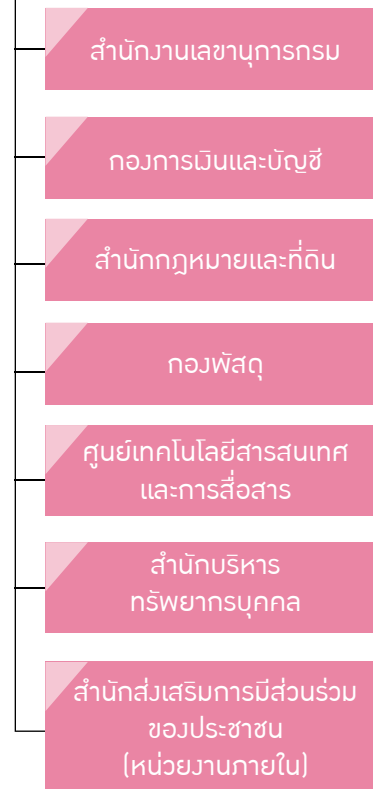 สำนักงานเลขานุการกรม
กองการเงินและบัญชี
สำนักกฎหมายและที่ดิน
กองพัสดุ
ศูนย์เทคโนโลยีสารสนเทศ
และการสื่อสาร
สำนักบริหาร
ทรัพยากรบุคคล
สำนักส่งเสริมการมีส่วนร่วม
ของประชาชน
(หน่วยงานภายใน)